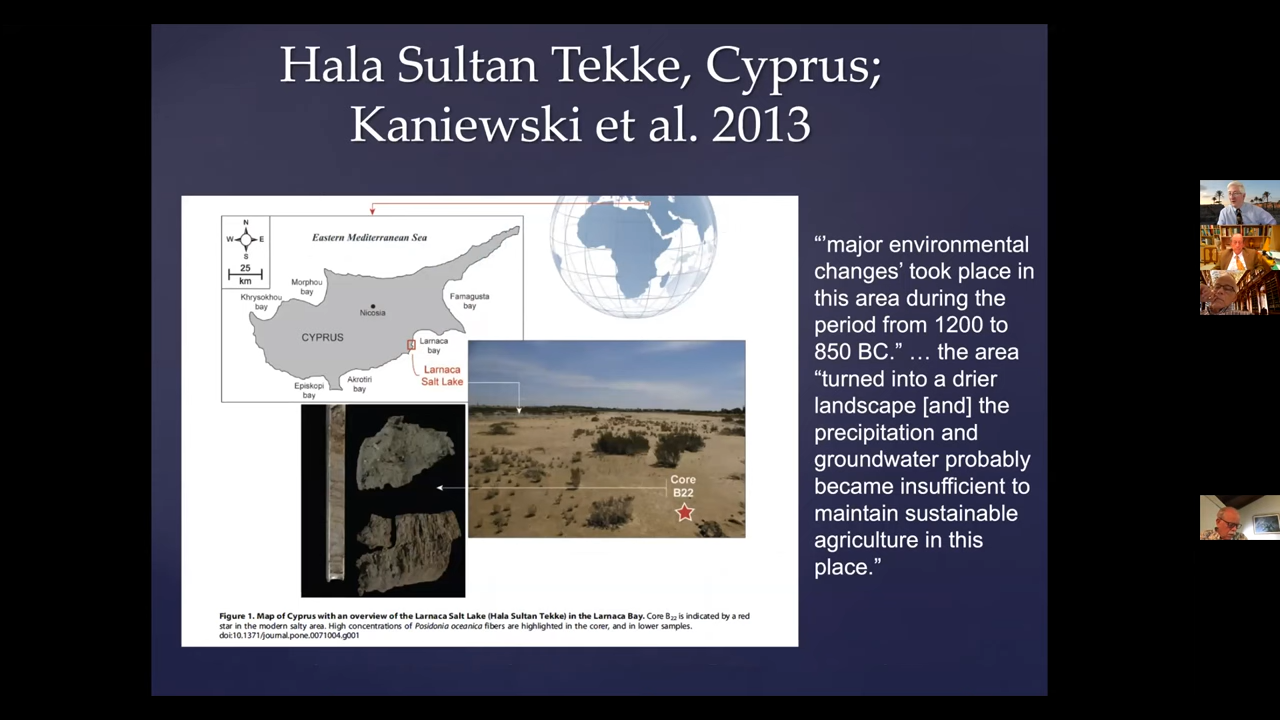 Hala Sultan Tekke, Cyprus;
Kaniewski et al. 2013
N
W
E
S
25
km
Eastern Mediterranean Sea
Morphou
bay
Khrysokhou
bay
Nicosia
Famagusta
bay
CYPRUS
Larnaca
bay
Larnaca
Salt Lake
Akrotiri
bay
Episkopi
bay
Core
B22
Figure 1. Map of Cyprus with an overview of the Larnaca Salt Lake (Hala Sultan Tekke) in the Larnaca Bay. Core B22 is indicated by a red
star in the modern salty area. High concentrations of Posidonia oceanica fibers are highlighted in the corer, and in lower samples.
doi:10.1371/journal.pone.0071004.g001
“’major environmental
changes’ took place in
this area during the
period from 1200 to
850 BC.” … the area
“turned into a drier
landscape [and] the
precipitation and
groundwater probably
became insufficient to
maintain sustainable
agriculture in this
place.”